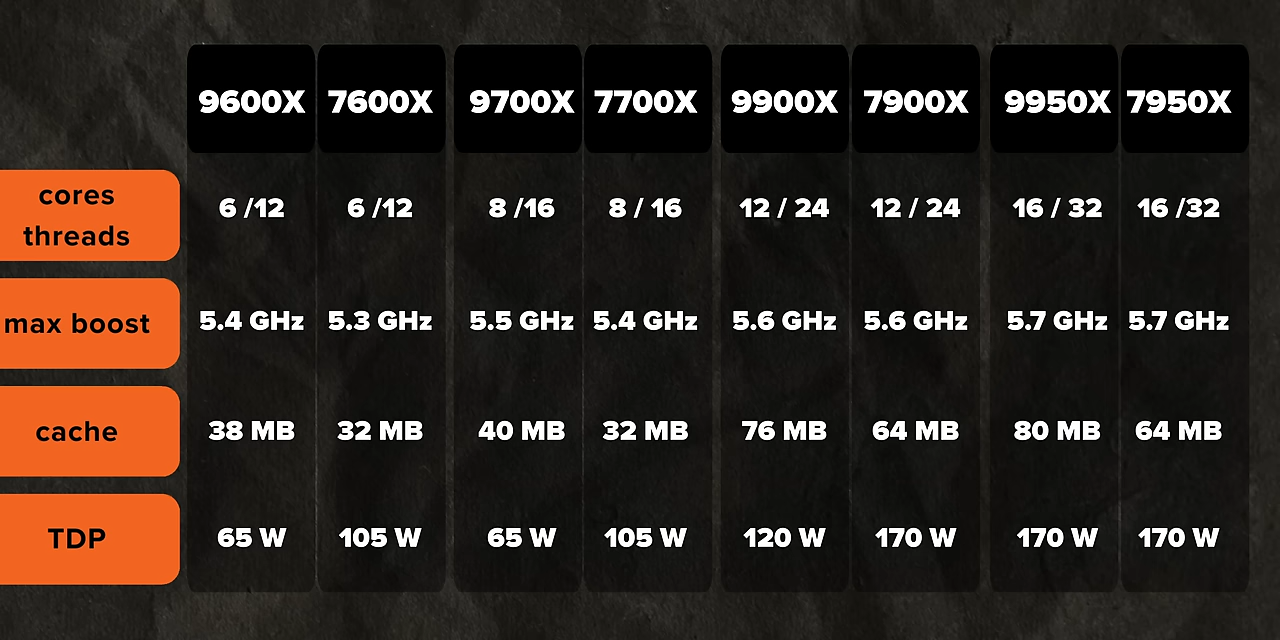 9600X 7600X 9700X 7700X 9900X 7900X 9950X 7950X
cores
threads
6 /12 6 /12 8 /16 8 / 16 12 / 24 12 / 24 16 / 32 16 /32
max boost 5.4 GHz 5.3 GHz 5.5 GHz 5.4 GHz 5.6 GHz 5.6 GHz 5.7 GHz 5.7 GHz
cache 38 MB 32 MB 40 MB 32 MB 76 MB 64 MB 80 MB 64 MB
TDP 65 W 105 W 65 W 105 W 120 W 170 W 170 W 170 W